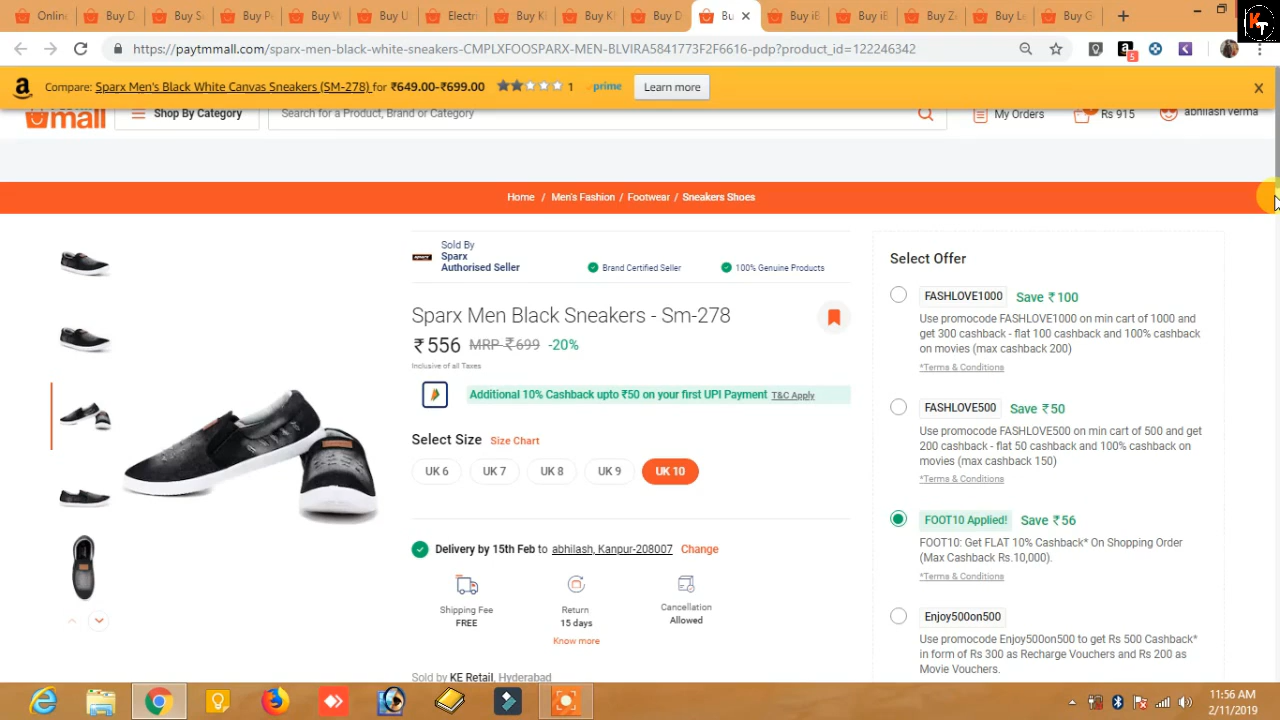 Onlin
Buy D
Buy S
Buy P
Buy W
Buy U
Electri
Buy K
Buy Kl
Buy D
Bu
Buy iB
Buy iB
Buy Z
Buy Le
Buy G
KT
https://paytmmall.com/sparx-men-black-white-sneakers-CMPLXFOOSPARX-MEN-BLVIRA5841773F2F6616-pdp?product_id=122246342
5
Compare: Sparx Men's Black White Canvas Sneakers (SM-278) for ₹649.00-₹699.00 1 prime Learn more X
mall Shop By Category Search for a Product, Brand or Category My Orders Rs 915 abhilash verma
Home / Men's Fashion / Footwear / Sneakers Shoes
Sold By
Sparx
Authorised Seller
Brand Certified Seller
100% Genuine Products
Sparx Men Black Sneakers - Sm-278
₹556 MRP ₹699 -20%
Inclusive of all Taxes
Additional 10% Cashback upto ₹50 on your first UPI Payment T&C Apply
Select Size Size Chart
UK 6 UK 7 UK 8 UK 9 UK 10
Delivery by 15th Feb to abhilash, Kanpur-208007 Change
Shipping Fee
FREE
Return
15 days
Know more
Cancellation
Allowed
Sold by KE Retail, Hyderabad
Select Offer
FASHLOVE1000 Save ₹100
Use promocode FASHLOVE1000 on min cart of 1000 and
get 300 cashback - flat 100 cashback and 100% cashback
on movies (max cashback 200)
*Terms & Conditions
FASHLOVE500 Save ₹50
Use promocode FASHLOVE500 on min cart of 500 and get
200 cashback - flat 50 cashback and 100% cashback on
movies (max cashback 150)
*Terms & Conditions
FOOT10 Applied! Save ₹56
FOOT10: Get FLAT 10% Cashback* On Shopping Order
(Max Cashback Rs.10,000).
*Terms & Conditions
Enjoy500on500
Use promocode Enjoy500on500 to get Rs 500 Cashback*
in form of Rs 300 as Recharge Vouchers and Rs 200 as
Movie Vouchers.
11:56 AM
2/11/2019